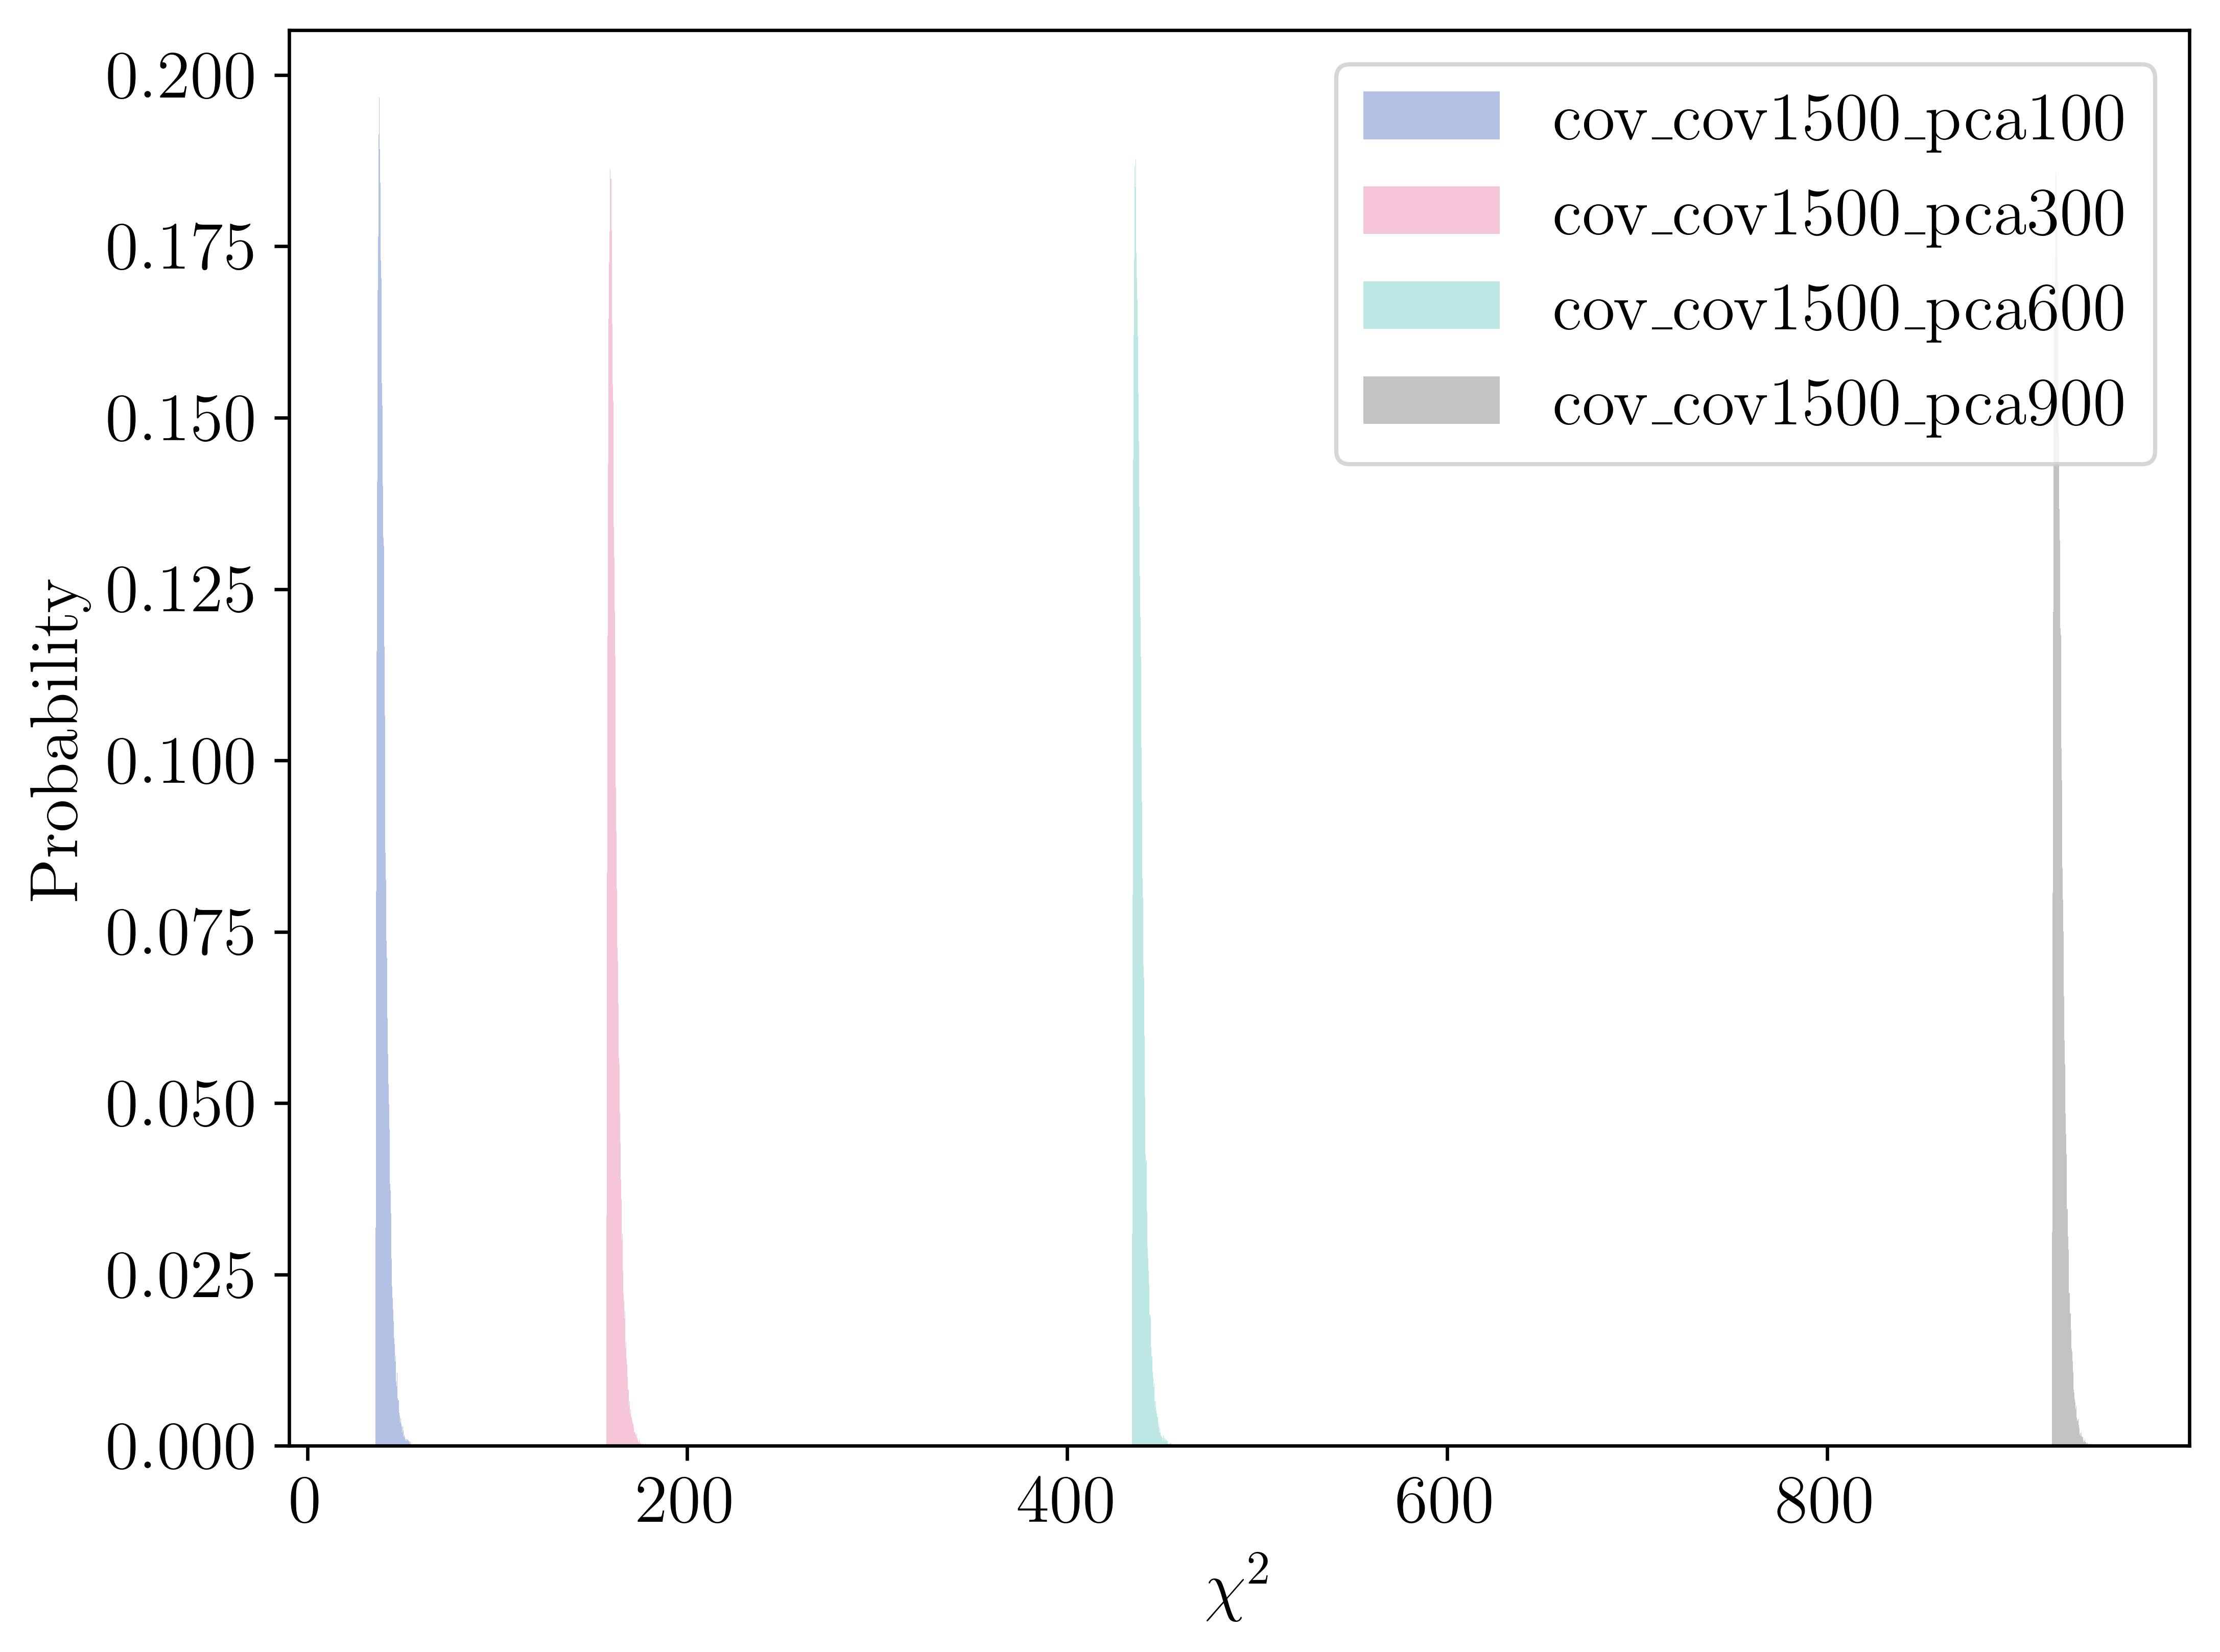 0.200
0.175
0.150
0.125
0.100
0.075
0.050
0.025
0.000
Probability
cov_cov1500_pca100
cov_cov1500_pca300
cov_cov1500_pca600
cov_cov1500_pca900
0 200 400 600 800
χ²